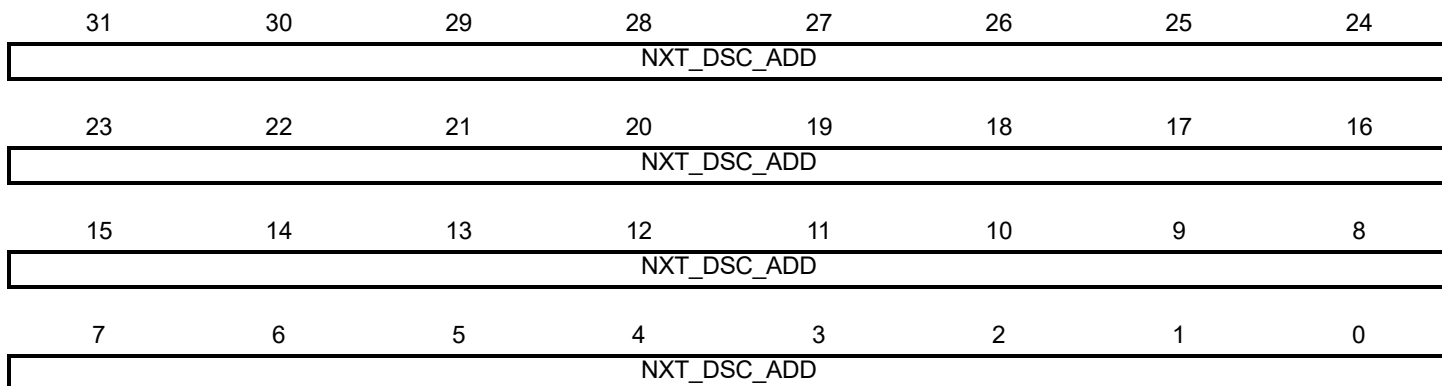 31 30 29 28 27 26 25 24
NXT_DSC_ADD
23 22 21 20 19 18 17 16
NXT_DSC_ADD
15 14 13 12 11 10 9 8
NXT_DSC_ADD
7 6 5 4 3 2 1 0
NXT_DSC_ADD